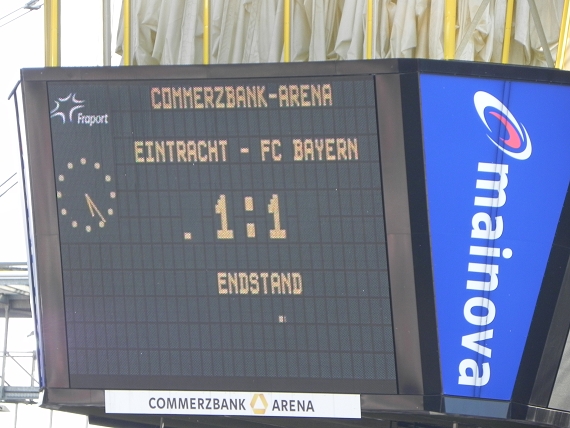 COMMERZBANK-ARENA
Fraport
EINTRACHT - FC BAYERN
1:1
ENDSTAND
COMMERZBANK ARENA
mainova